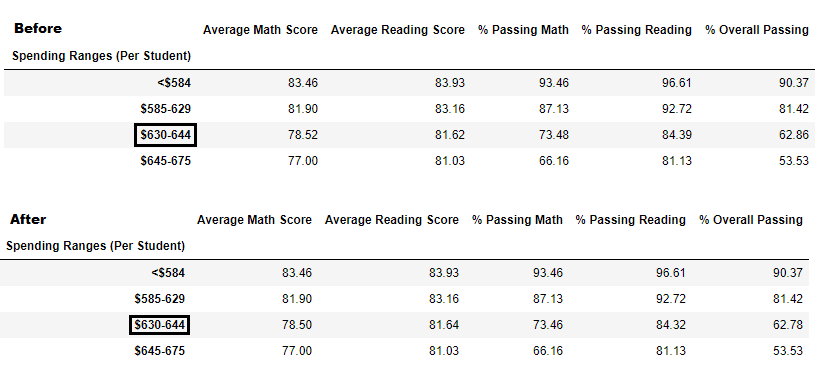 Before Average Math Score Average Reading Score % Passing Math % Passing Reading % Overall Passing
Spending Ranges (Per Student)
<$584 83.46 83.93 93.46 96.61 90.37
$585-629 81.90 83.16 87.13 92.72 81.42
$630-644 78.52 81.62 73.48 84.39 62.86
$645-675 77.00 81.03 66.16 81.13 53.53
After Average Math Score Average Reading Score % Passing Math % Passing Reading % Overall Passing
Spending Ranges (Per Student)
<$584 83.46 83.93 93.46 96.61 90.37
$585-629 81.90 83.16 87.13 92.72 81.42
$630-644 78.50 81.64 73.46 84.32 62.78
$645-675 77.00 81.03 66.16 81.13 53.53